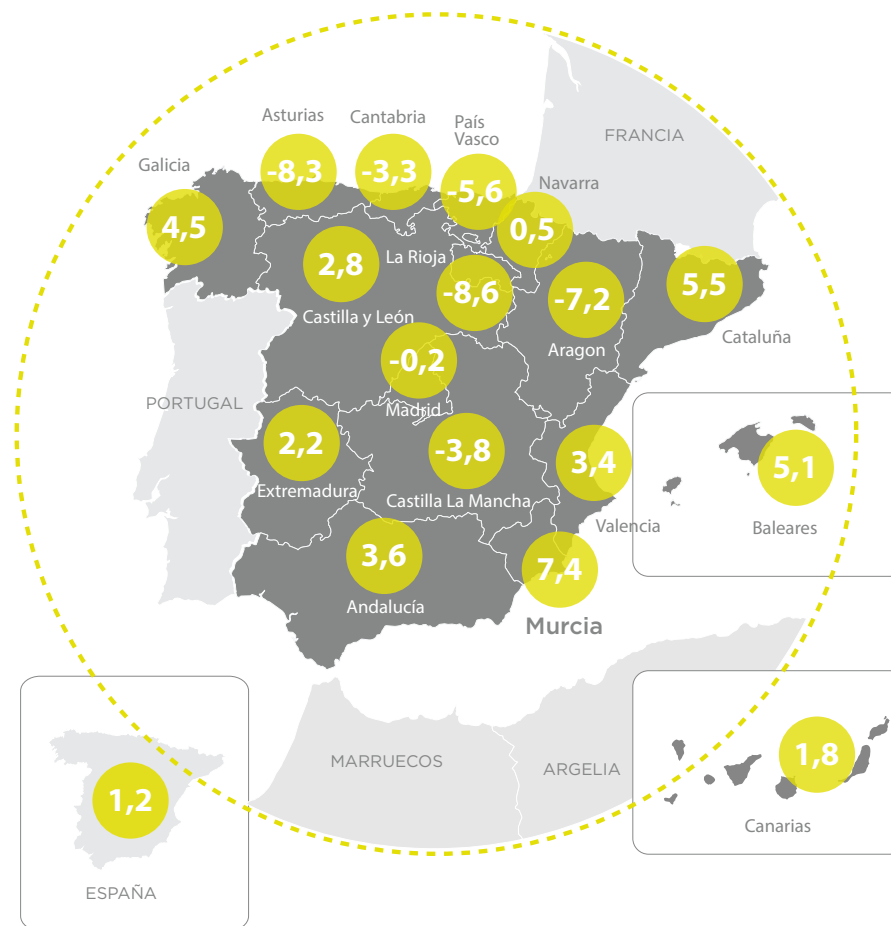 Asturias
-8,3
Cantabria
-3,3
País
Vasco
-5,6
Galicia
4,5
FRANCIA
Navarra
0,5
2,8
Castilla y León
La Rioja
-8,6
-7,2
Aragon
5,5
Cataluña
-0,2
Madrid
PORTUGAL
2,2
Extremadura
-3,8
Castilla La Mancha
3,4
Valencia
5,1
Baleares
3,6
Andalucía
7,4
Murcia
MARRUECOS
ARGELIA
1,8
Canarias
1,2
ESPAÑA